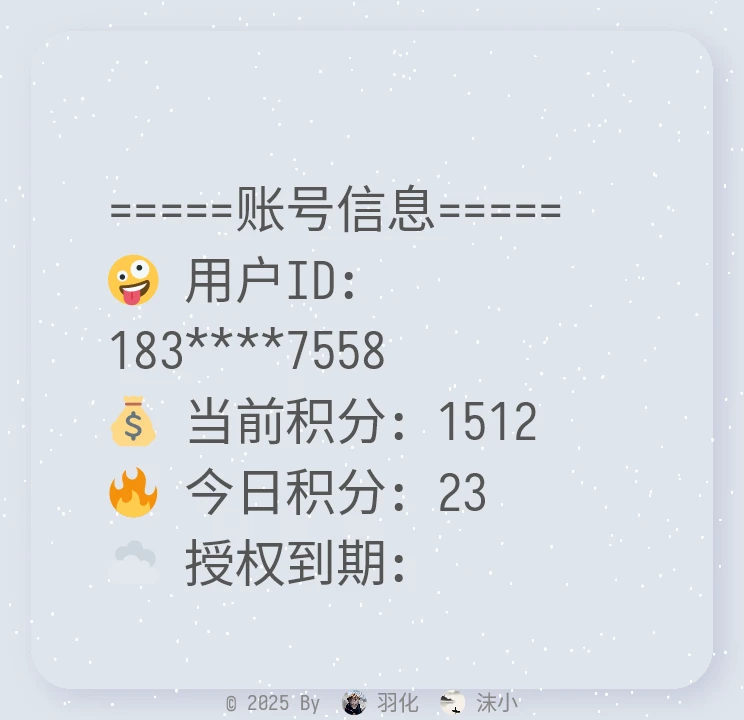 =====账号信息=====
🤪 用户ID:
183****7558
💰 当前积分: 1512
🔥 今日积分: 23
☁️ 授权到期:
© 2025 By 羽化 沫小